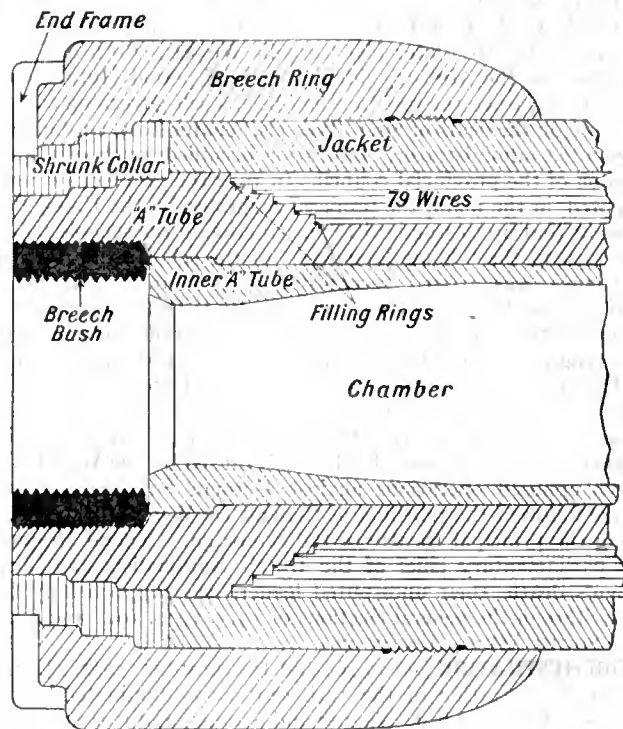 End Frame
Breech Ring
Jacket
Shrunk Collar
79 Wires
"A" Tube
Inner "A" Tube
Breech
Bush
Filling Rings
Chamber